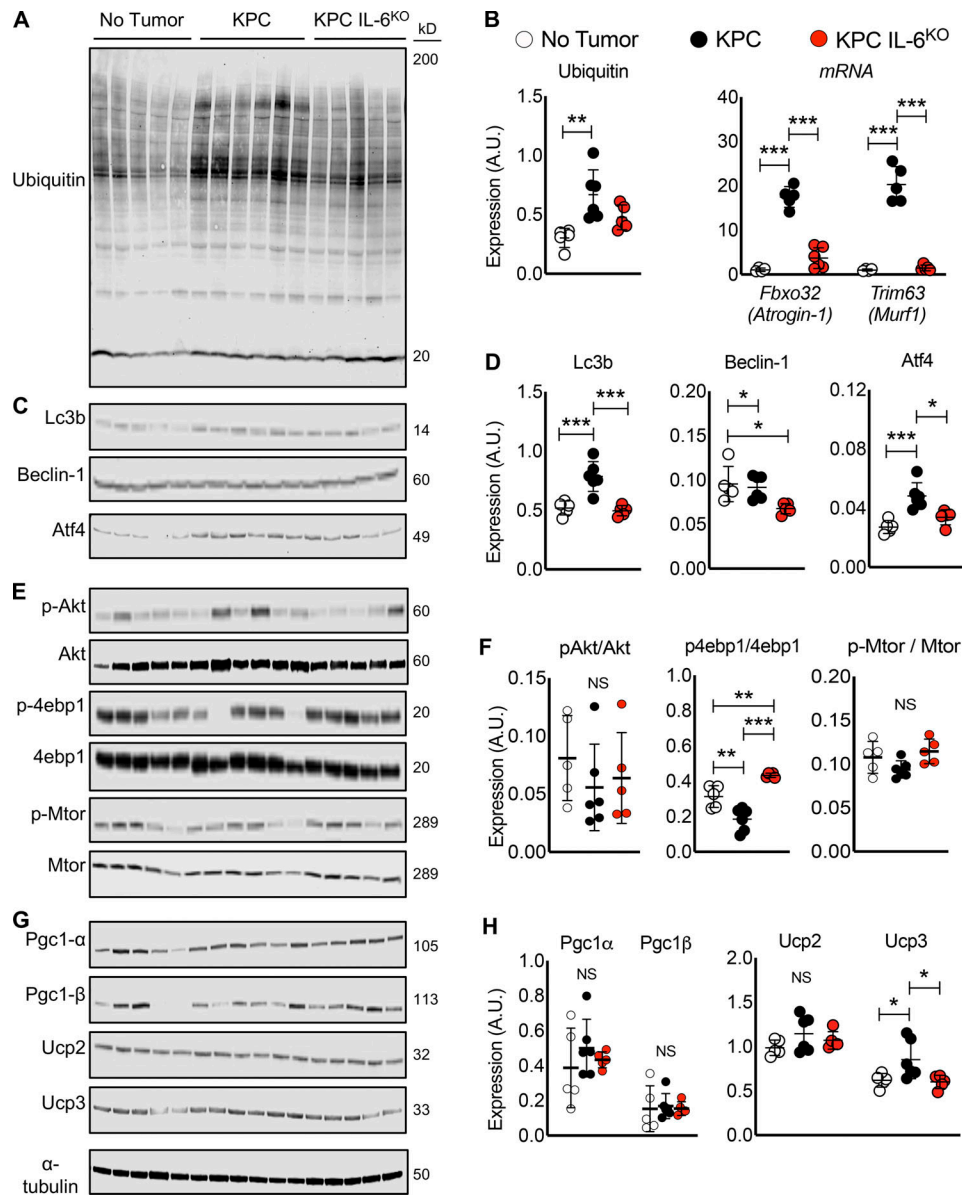 A No Tumor KPC KPC IL-6KO kD
200
Ubiquitin
20
B No Tumor KPC KPC IL-6KO
Ubiquitin
Expression (A.U.)
1.5
1.0
0.5
0.0
**
mRNA
40
30
20
10
0
*** *** *** ***
Fbxo32 Trim63
(Atrogin-1) (Murf1)
C
Lc3b 14
Beclin-1 60
Atf4 49
D
Lc3b
Expression (A.U.)
1.5
1.0
0.5
0.0
*** ***
Beclin-1
0.20
0.15
0.10
0.05
0.00
*
*
Atf4
0.12
0.08
0.04
0.00
*** *
E
p-Akt 60
Akt 60
p-4ebp1 20
4ebp1 20
p-Mtor 289
Mtor 289
F
pAkt/Akt
Expression (A.U.)
0.15
0.10
0.05
0.00
NS
p4ebp1/4ebp1
1.0
0.8
0.6
0.4
0.2
0.0
**
***
**
p-Mtor / Mtor
0.20
0.15
0.10
0.05
0.00
NS
G
Pgc1-α 105
Pgc1-β 113
Ucp2 32
Ucp3 33
α-
tubulin 50
H
Pgc1α Pgc1β
Expression (A.U.)
1.0
0.8
0.6
0.4
0.2
0.0
NS
NS
Ucp2 Ucp3
2.0
1.5
1.0
0.5
0.0
NS
* *